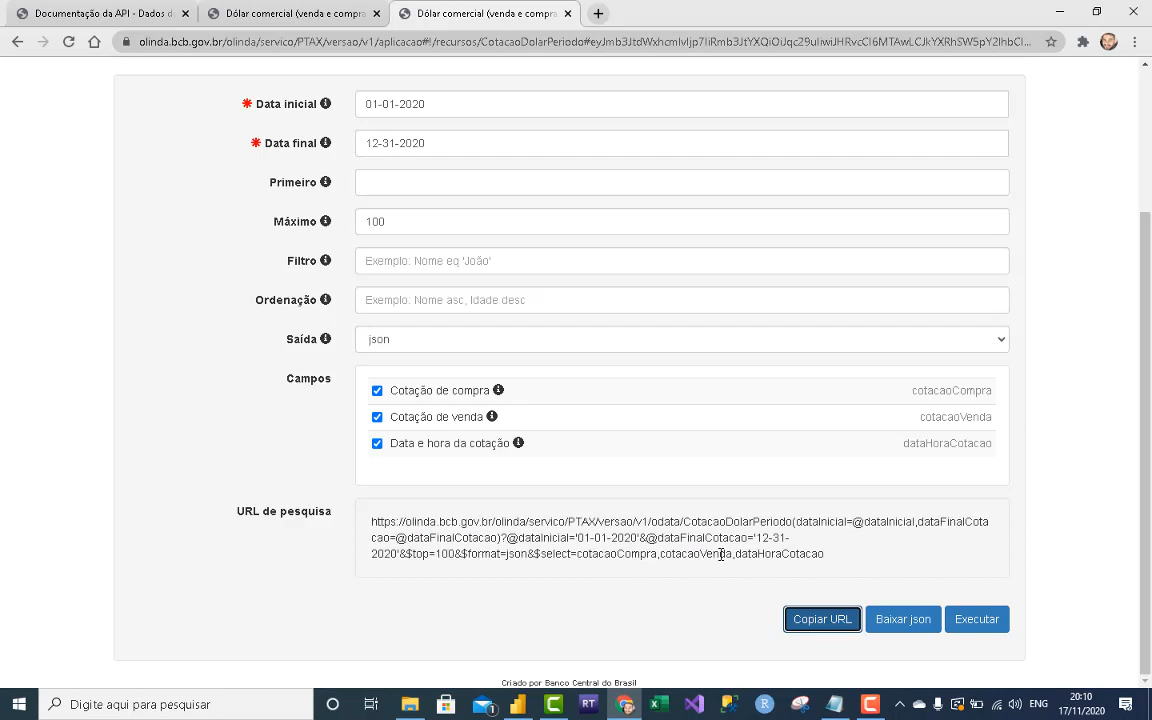 Documentação da API - Dados d
Dólar comercial (venda e compra
Dólar comercial (venda e compra
olinda.bcb.gov.br/olinda/servico/PTAX/versao/v1/aplicacao#!/recursos/CotacaoDolarPeriodo#
Data inicial
01-01-2020
Data final
12-31-2020
Primeiro
Máximo
100
Filtro
Exemplo: Nome eq 'João'
Ordenação
Exemplo: Nome asc, Idade desc
Saída
json
Campos
Cotação de compra
cotacaoCompra
Cotação de venda
cotacaoVenda
Data e hora da cotação
dataHoraCotacao
URL de pesquisa
https://olinda.bcb.gov.br/olinda/servico/PTAX/versao/v1/odata/CotacaoDolarPeriodo(dataInicial=@dataInicial,dataFinalCota
cao=@dataFinalCotacao)?@dataInicial='01-01-2020'&@dataFinalCotacao='12-31-
2020'&$top=100&$format=json&$select=cotacaoCompra,cotacaoVenda,dataHoraCotacao
Copiar URL
Baixar json
Executar
Criado por Banco Central do Brasil
Digite aqui para pesquisar
1
RT
R
ENG
20:10
17/11/2020